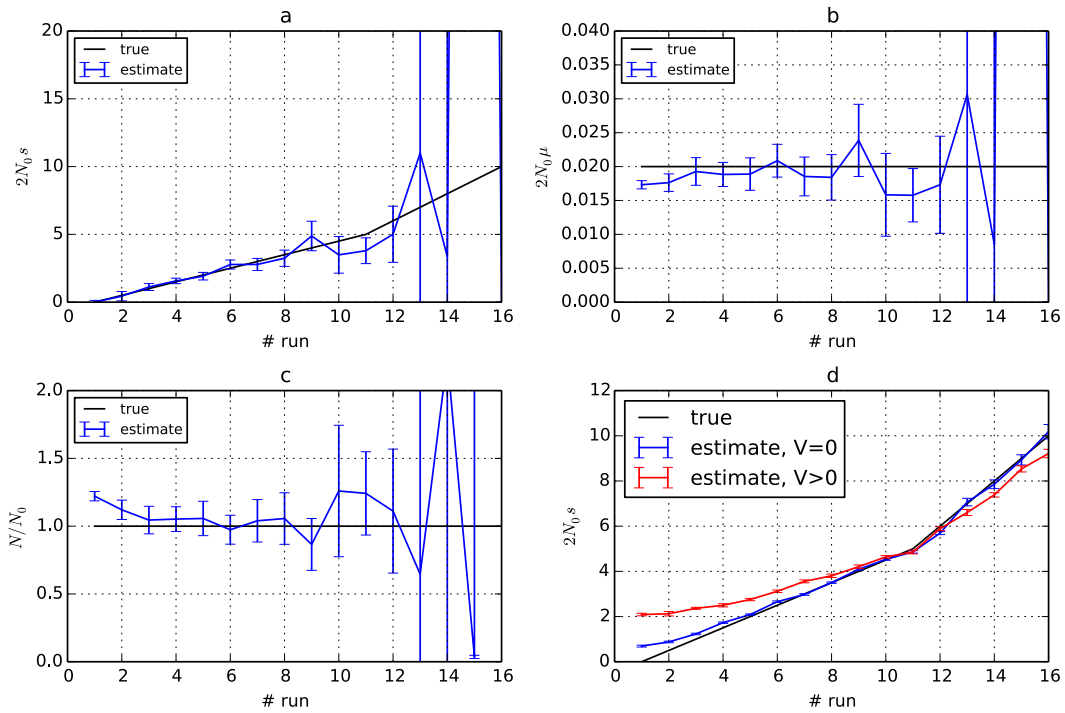 a
20
15
10
5
0
2N₀s
true
estimate
0 2 4 6 8 10 12 14 16
# run
b
0.040
0.035
0.030
0.025
0.020
0.015
0.010
0.005
0.000
2N₀μ
true
estimate
0 2 4 6 8 10 12 14 16
# run
c
2.0
1.5
1.0
0.5
0.0
N/N₀
true
estimate
0 2 4 6 8 10 12 14 16
# run
d
12
10
8
6
4
2
0
2N₀s
true
estimate, V=0
estimate, V>0
0 2 4 6 8 10 12 14 16
# run